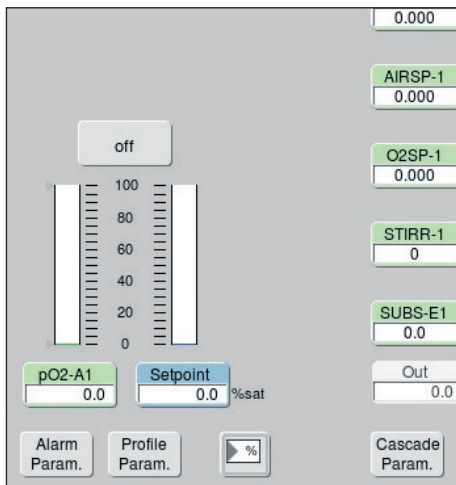 0.000
AIRSP-1
0.000
off
O2SP-1
0.000
100
80
60
40
20
0
STIRR-1
0
SUBS-E1
0.0
pO2-A1
0.0
Setpoint
0.0 %sat
Out
0.0
Alarm
Param.
Profile
Param.
%
Cascade
Param.